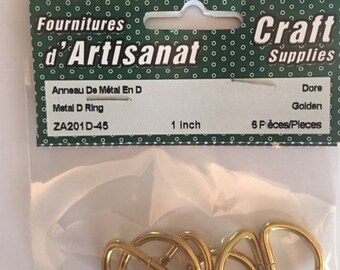 Fournitures Craft
d'Artisanat Supplies
Anneau De Métal En D Dore
Metal D Ring Golden
ZA201D-45 1 inch 6 Pièces/Pieces